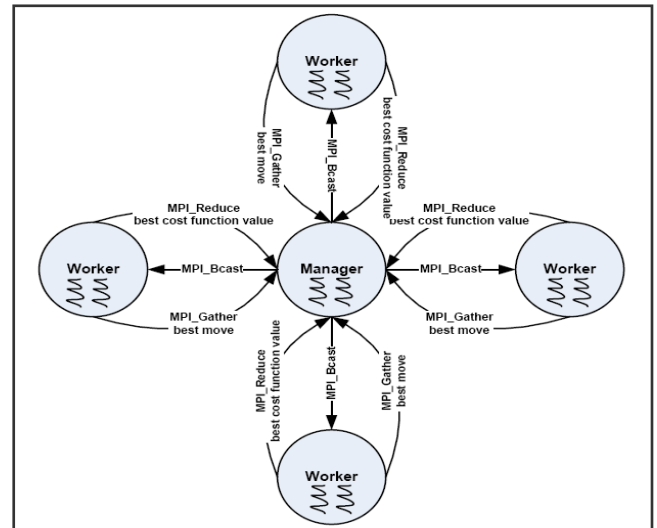 Worker
MPI_Gather
best move
MPI_Bcast
MPI_Reduce
best cost function value
MPI_Reduce
best cost function value
MPI_Reduce
best cost function value
Worker
MPI_Bcast
Manager
MPI_Bcast
Worker
MPI_Gather
best move
MPI_Gather
best move
MPI_Reduce
best cost function value
MPI_Bcast
MPI_Gather
best move
Worker